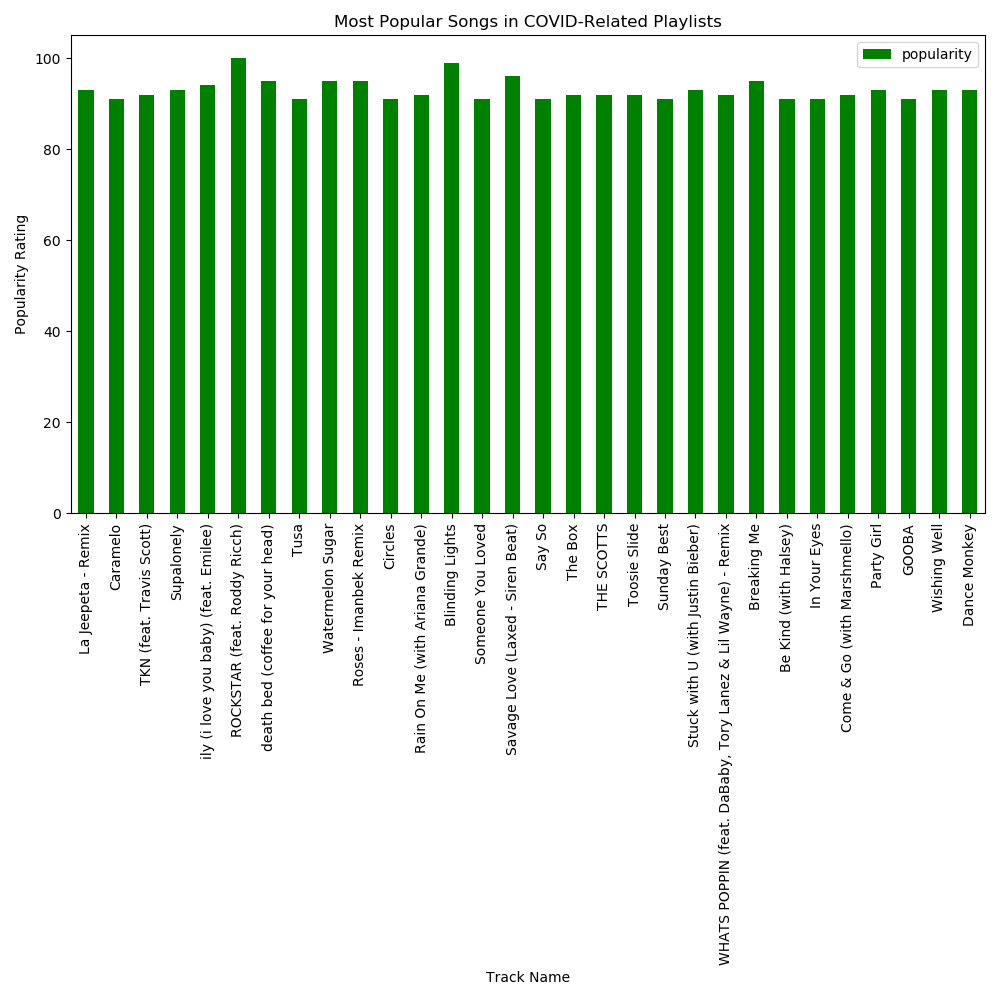 Most Popular Songs in COVID-Related Playlists
popularity
Popularity Rating
100
80
60
40
20
0
La Jeepeta - Remix
Caramelo
TKN (feat. Travis Scott)
Supalonely
ily (i love you baby) (feat. Emilee)
ROCKSTAR (feat. Roddy Ricch)
death bed (coffee for your head)
Tusa
Watermelon Sugar
Roses - Imanbek Remix
Circles
Rain On Me (with Ariana Grande)
Blinding Lights
Someone You Loved
Savage Love (Laxed - Siren Beat)
Say So
The Box
THE SCOTTS
Toosie Slide
Sunday Best
Stuck with U (with Justin Bieber)
WHATS POPPIN (feat. DaBaby, Tory Lanez & Lil Wayne) - Remix
Breaking Me
Be Kind (with Halsey)
In Your Eyes
Come & Go (with Marshmello)
Party Girl
GOOBA
Wishing Well
Dance Monkey
Track Name